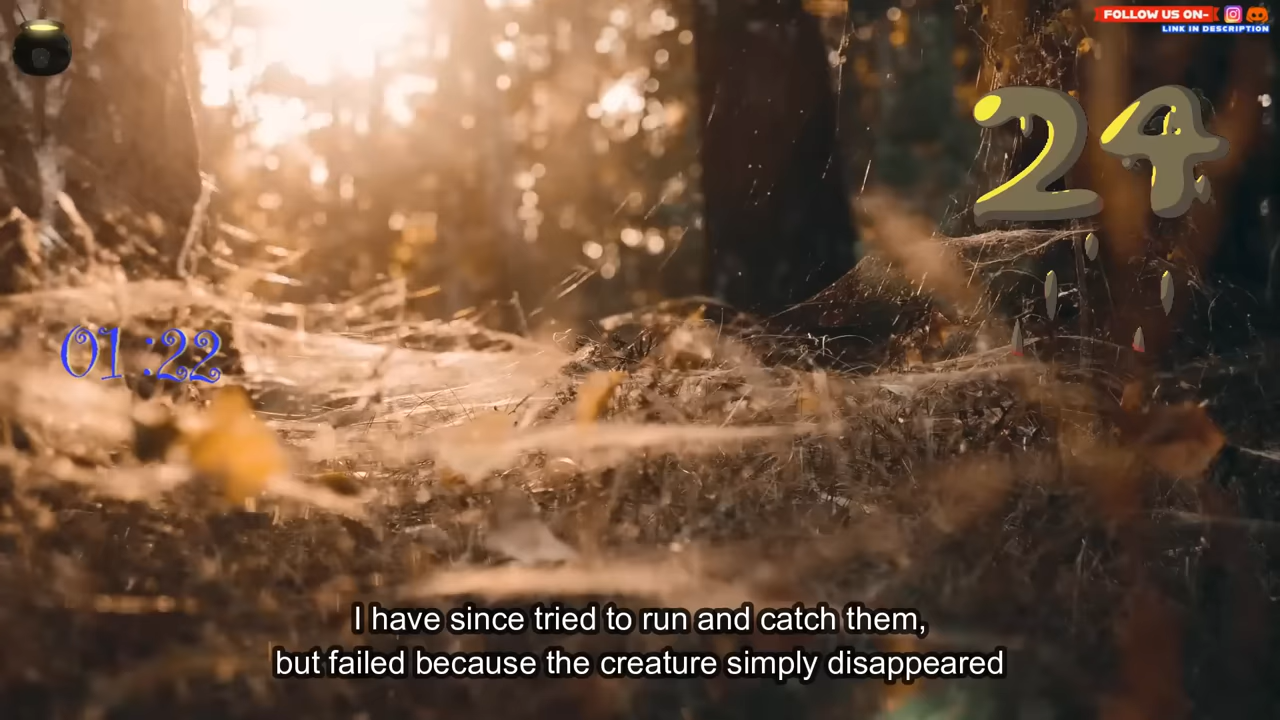 FOLLOW US ON-
LINK IN DESCRIPTION
24
01:22
I have since tried to run and catch them,
but failed because the creature simply disappeared